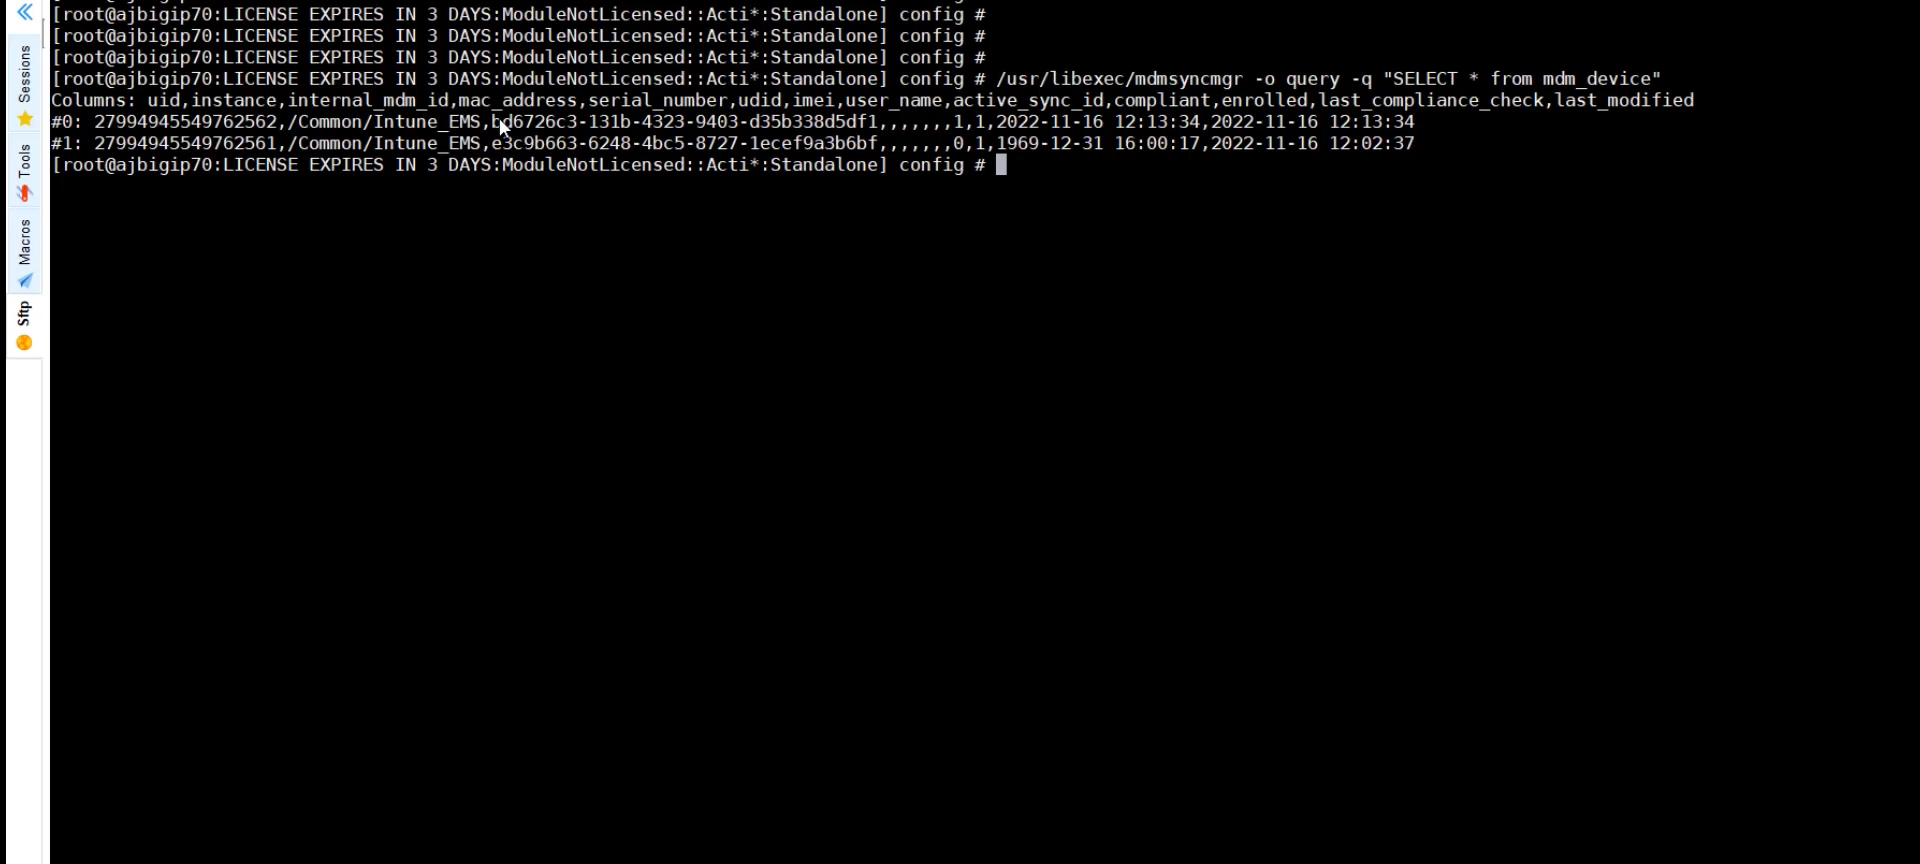 [root@ajbigip70:LICENSE EXPIRES IN 3 DAYS:ModuleNotLicensed::Acti*:Standalone] config #
[root@ajbigip70:LICENSE EXPIRES IN 3 DAYS:ModuleNotLicensed::Acti*:Standalone] config #
[root@ajbigip70:LICENSE EXPIRES IN 3 DAYS:ModuleNotLicensed::Acti*:Standalone] config #
[root@ajbigip70:LICENSE EXPIRES IN 3 DAYS:ModuleNotLicensed::Acti*:Standalone] config # /usr/libexec/mdmsyncmgr -o query -q "SELECT * from mdm_device"
Columns: uid,instance,internal_mdm_id,mac_address,serial_number,udid,imei,user_name,active_sync_id,compliant,enrolled,last_compliance_check,last_modified
#0: 27994945549762562,/Common/Intune_EMS,bd6726c3-131b-4323-9403-d35b338d5df1,,,,,,,1,1,2022-11-16 12:13:34,2022-11-16 12:13:34
#1: 27994945549762561,/Common/Intune_EMS,e3c9b663-6248-4bc5-8727-1ecef9a3b6bf,,,,,,,0,1,1969-12-31 16:00:17,2022-11-16 12:02:37
[root@ajbigip70:LICENSE EXPIRES IN 3 DAYS:ModuleNotLicensed::Acti*:Standalone] config #
Sessions
Tools
Macros
Sftp